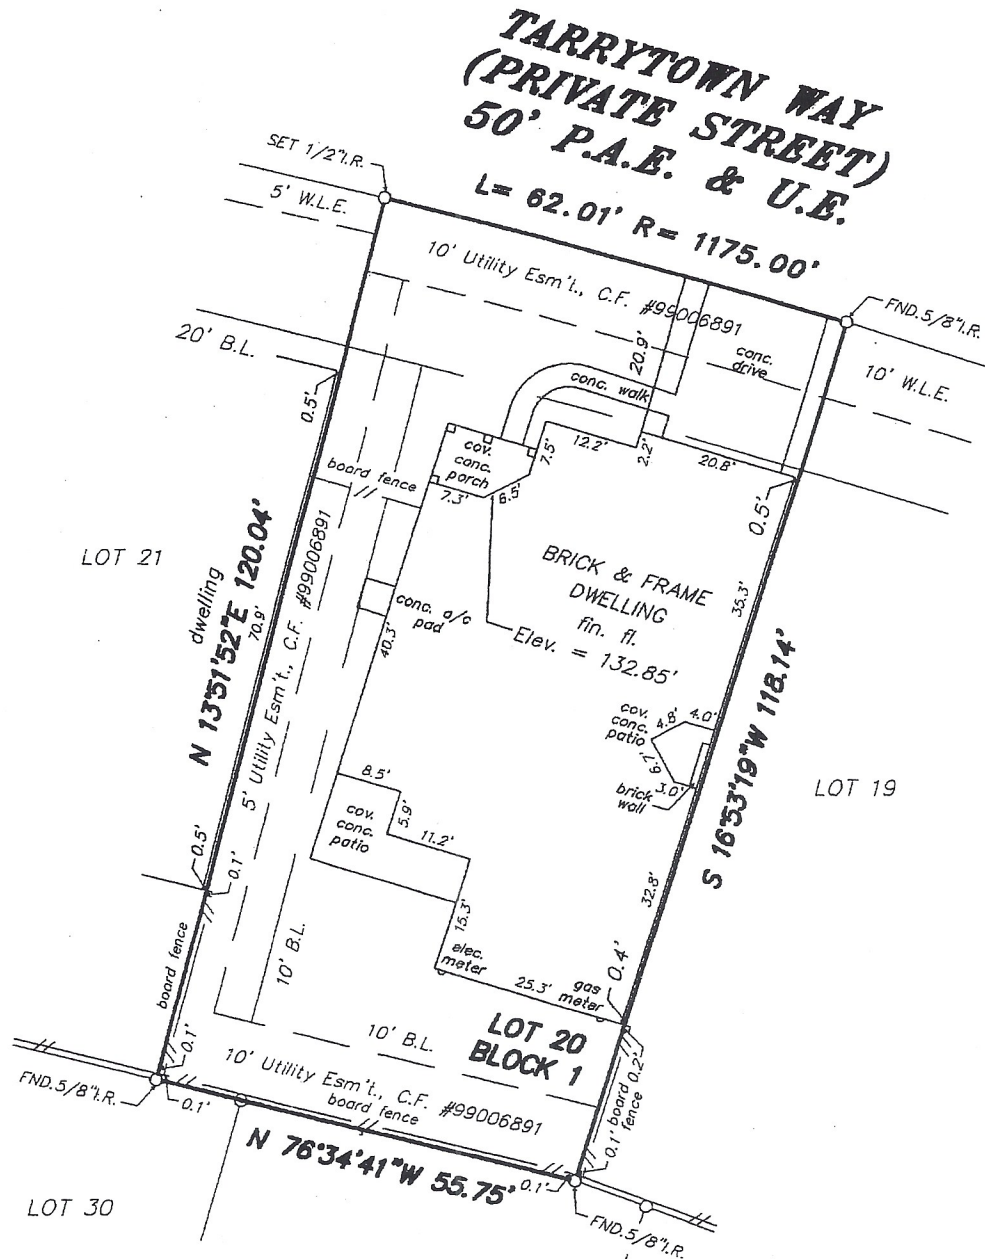 TARRYTOWN WAY
(PRIVATE STREET)
50' P.A.E. & U.E.
L= 62.01' R= 1175.00'
SET 1/2"I.R.
5' W.L.E.
10' Utility Esm't., C.F. #99006891
FND.5/8"I.R.
20' B.L.
20.9'
conc.
drive
10' W.L.E.
conc. walk
0.5'
12.2'
2.2'
20.8'
7.5'
cov.
conc.
porch
board fence
7.3'
6.5'
0.5'
LOT 21
dwelling
N 13°51'52"E 120.04'
70.9'
5' Utility Esm't., C.F. #99006891
conc. a/c
pad
40.3'
BRICK & FRAME
DWELLING
fin. fl.
Elev. = 132.85'
35.3'
S 16°53'19"W 118.14'
cov.
conc.
patio
4.8'
4.0'
6.7'
3.0'
brick
wall
LOT 19
8.5'
5.9'
cov.
conc.
patio
11.2'
0.5'
0.1'
32.8'
15.3'
elec.
meter
25.3'
gas
meter
0.4'
board fence
10' B.L.
10' B.L.
LOT 20
BLOCK 1
0.1'
10' Utility Esm't., C.F. #99006891
board fence
FND.5/8"I.R.
0.1'
0.1' board 0.2'
fence
N 76°34'41"W 55.75'
0.1'
LOT 30
FND.5/8"I.R.